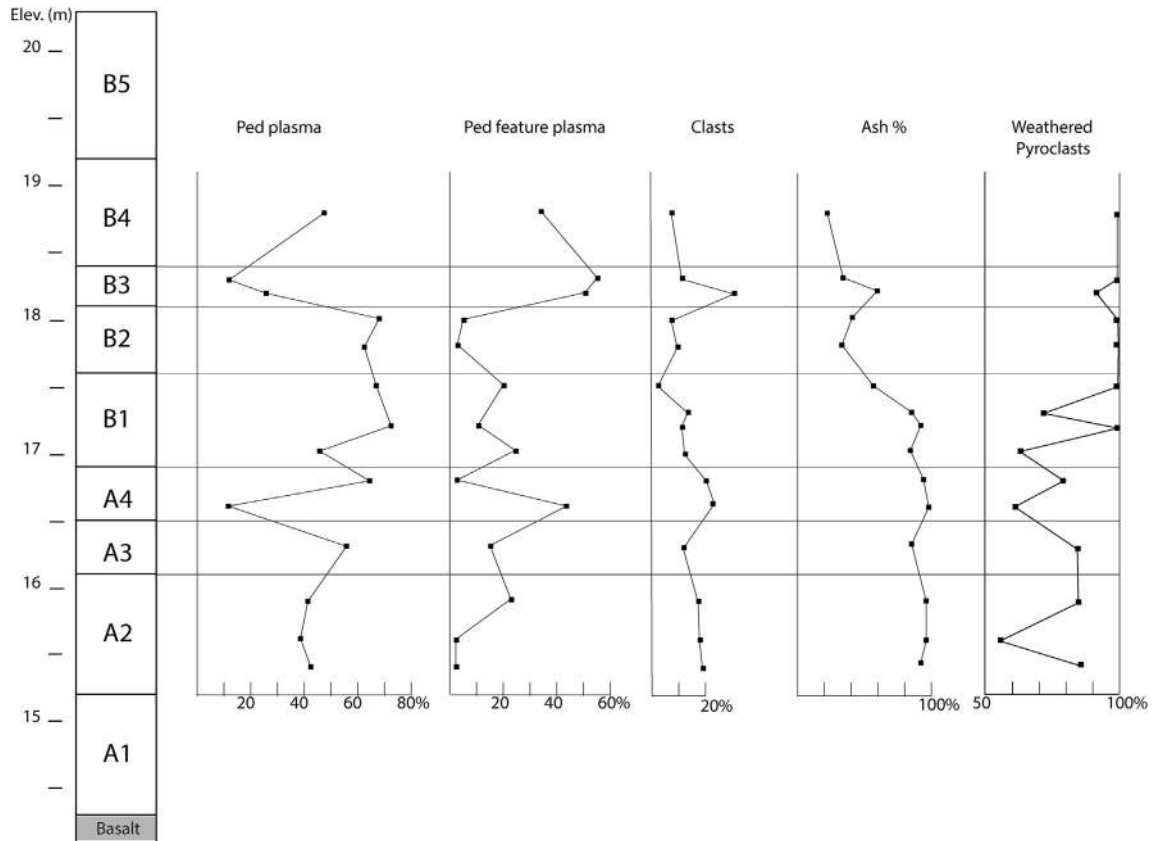 Elev. (m)
20
B5
Ped plasma
Ped feature plasma
Clasts
Ash %
Weathered
Pyroclasts
19
B4
B3
18
B2
B1
17
A4
A3
16
A2
20
40
60
80%
20
40
60%
20%
100%
50
100%
15
A1
Basalt